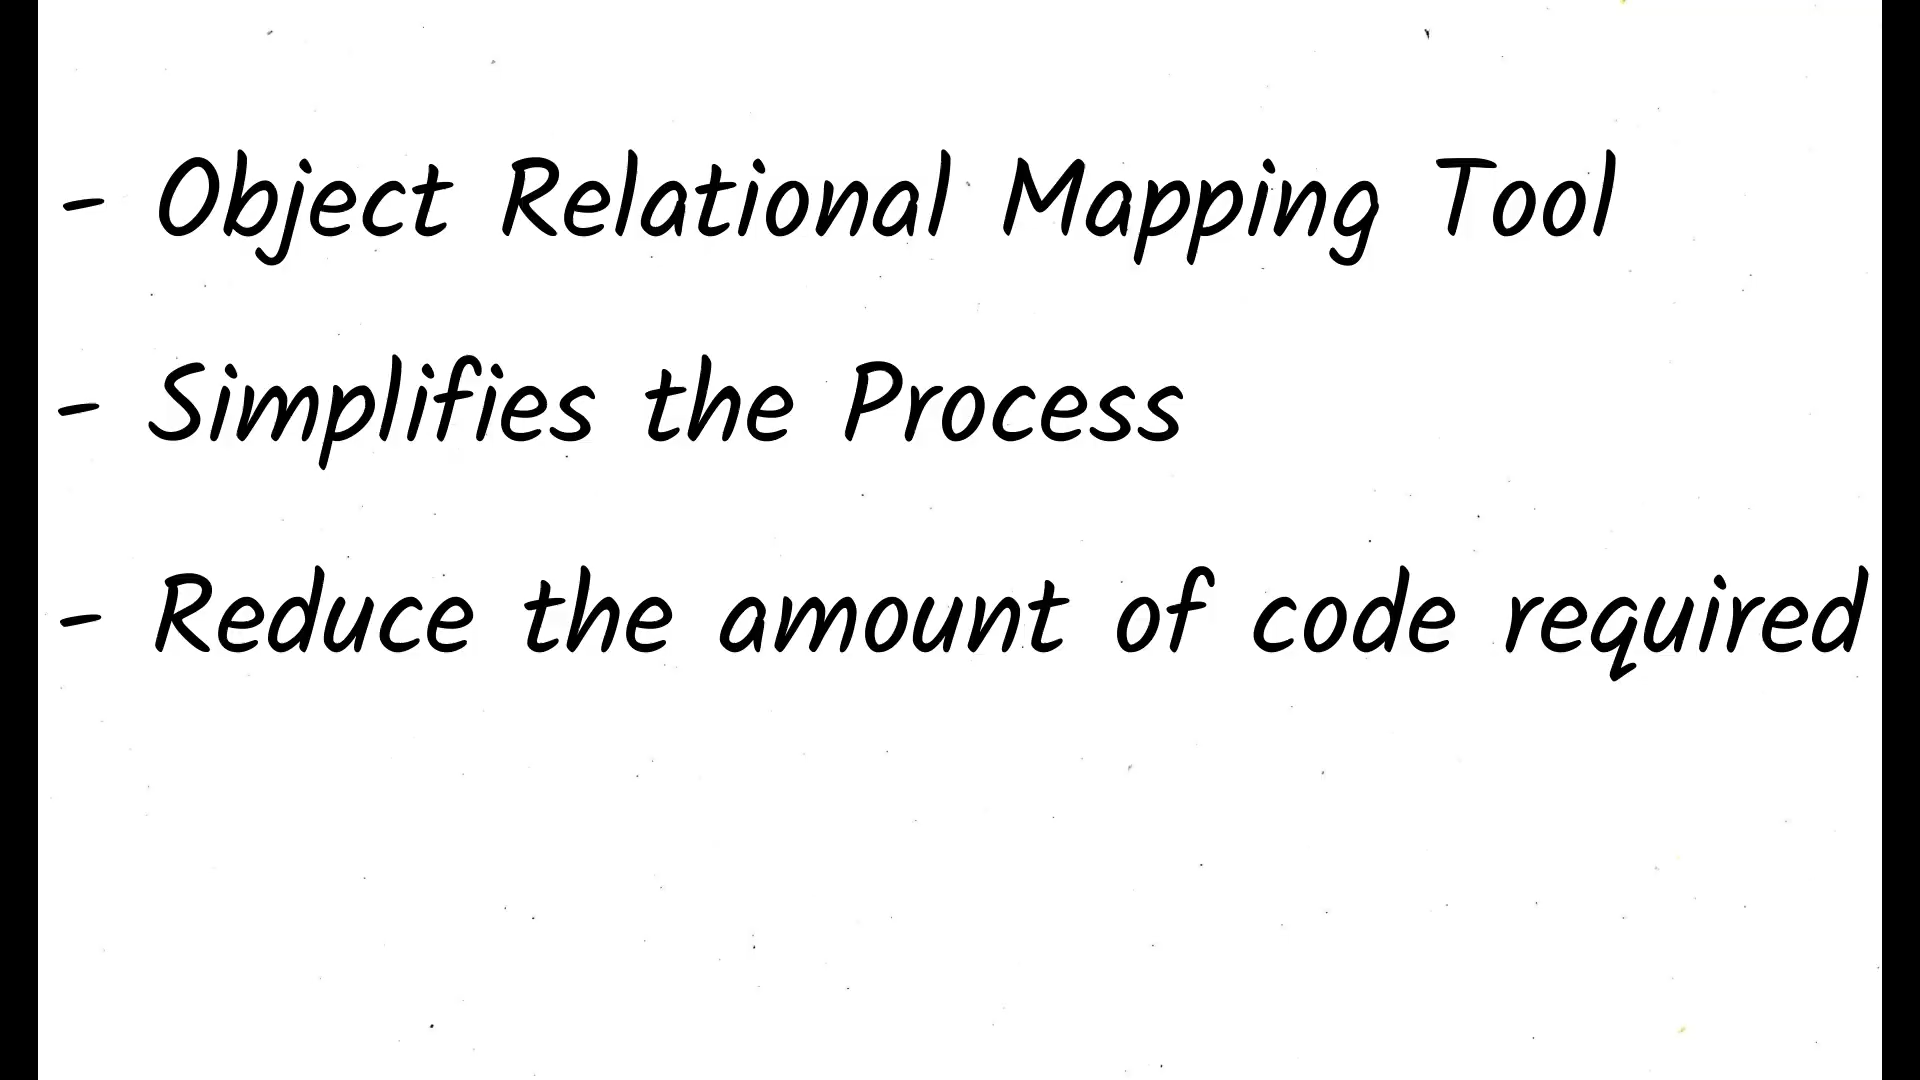 - Object Relational Mapping Tool
- Simplifies the Process
- Reduce the amount of code required